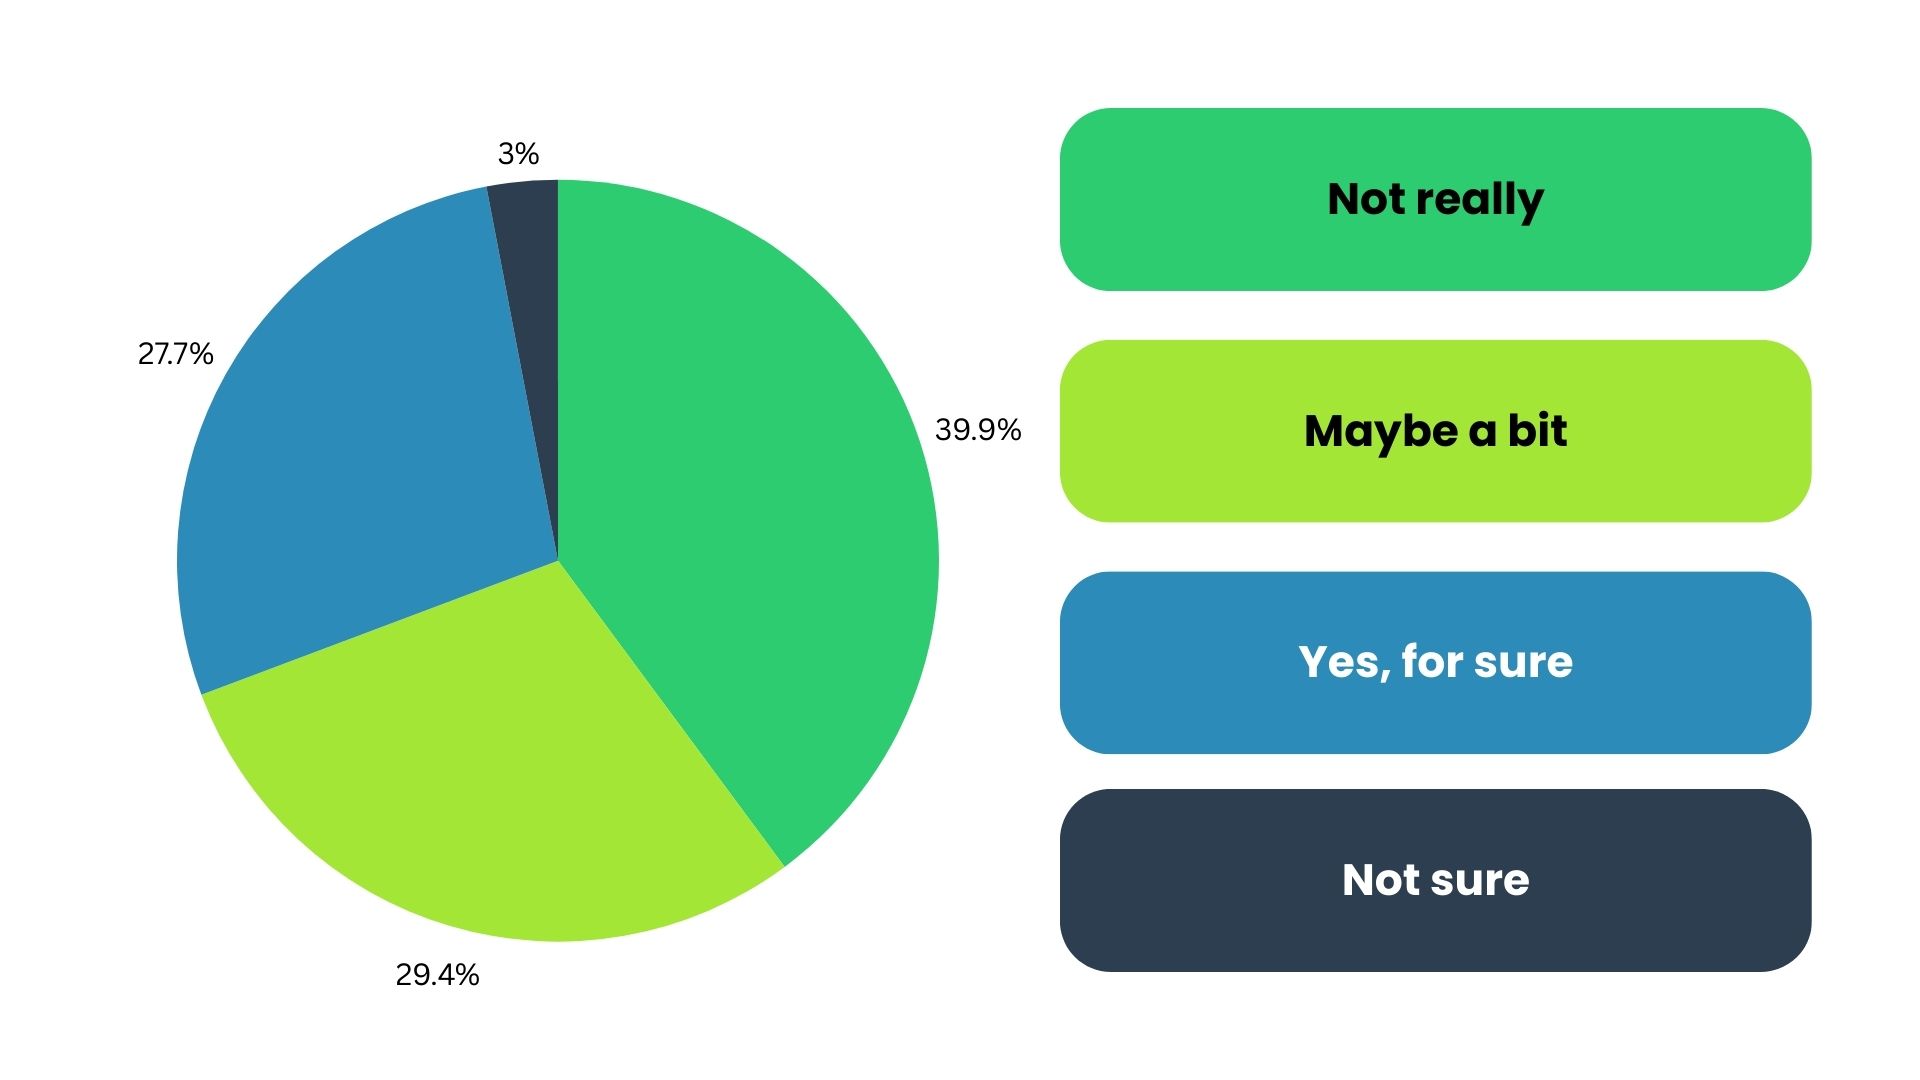 3%
27.7%
39.9%
29.4%
Not really
Maybe a bit
Yes, for sure
Not sure